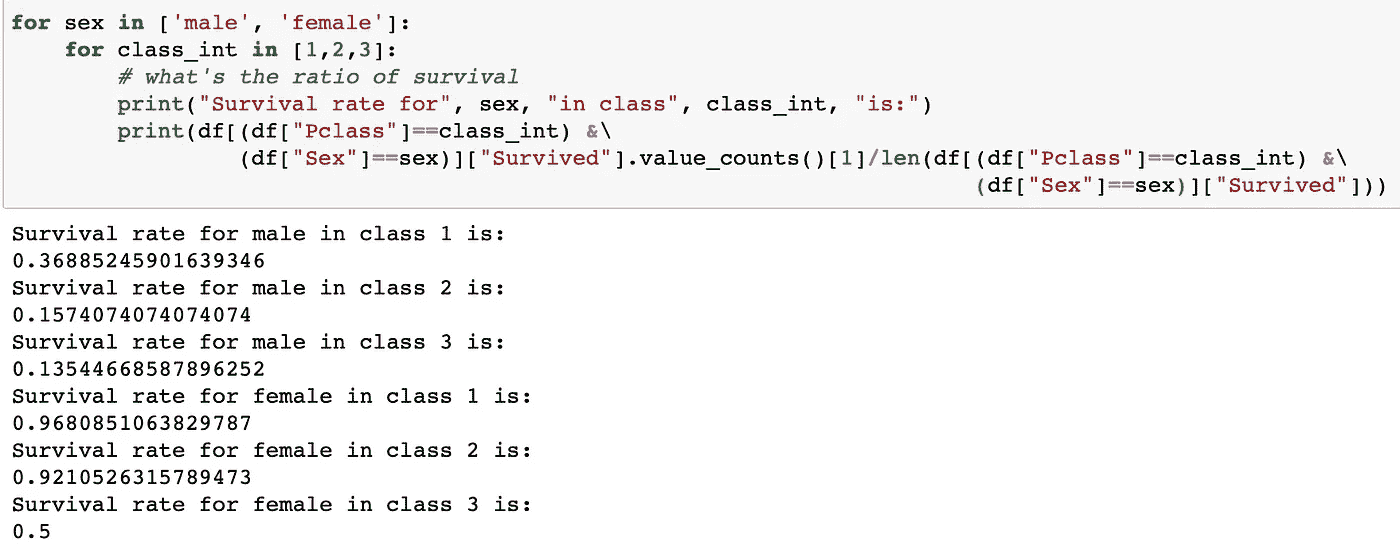 for sex in ['male', 'female']:
    for class_int in [1,2,3]:
        # what's the ratio of survival
        print("Survival rate for", sex, "in class", class_int, "is:")
        print(df[(df["Pclass"]==class_int) &\
                 (df["Sex"]==sex)]["Survived"].value_counts()[1]/len(df[(df["Pclass"]==class_int) &\
                                                                        (df["Sex"]==sex)]["Survived"]))
Survival rate for male in class 1 is:
0.36885245901639346
Survival rate for male in class 2 is:
0.1574074074074074
Survival rate for male in class 3 is:
0.13544668587896252
Survival rate for female in class 1 is:
0.9680851063829787
Survival rate for female in class 2 is:
0.9210526315789473
Survival rate for female in class 3 is:
0.5